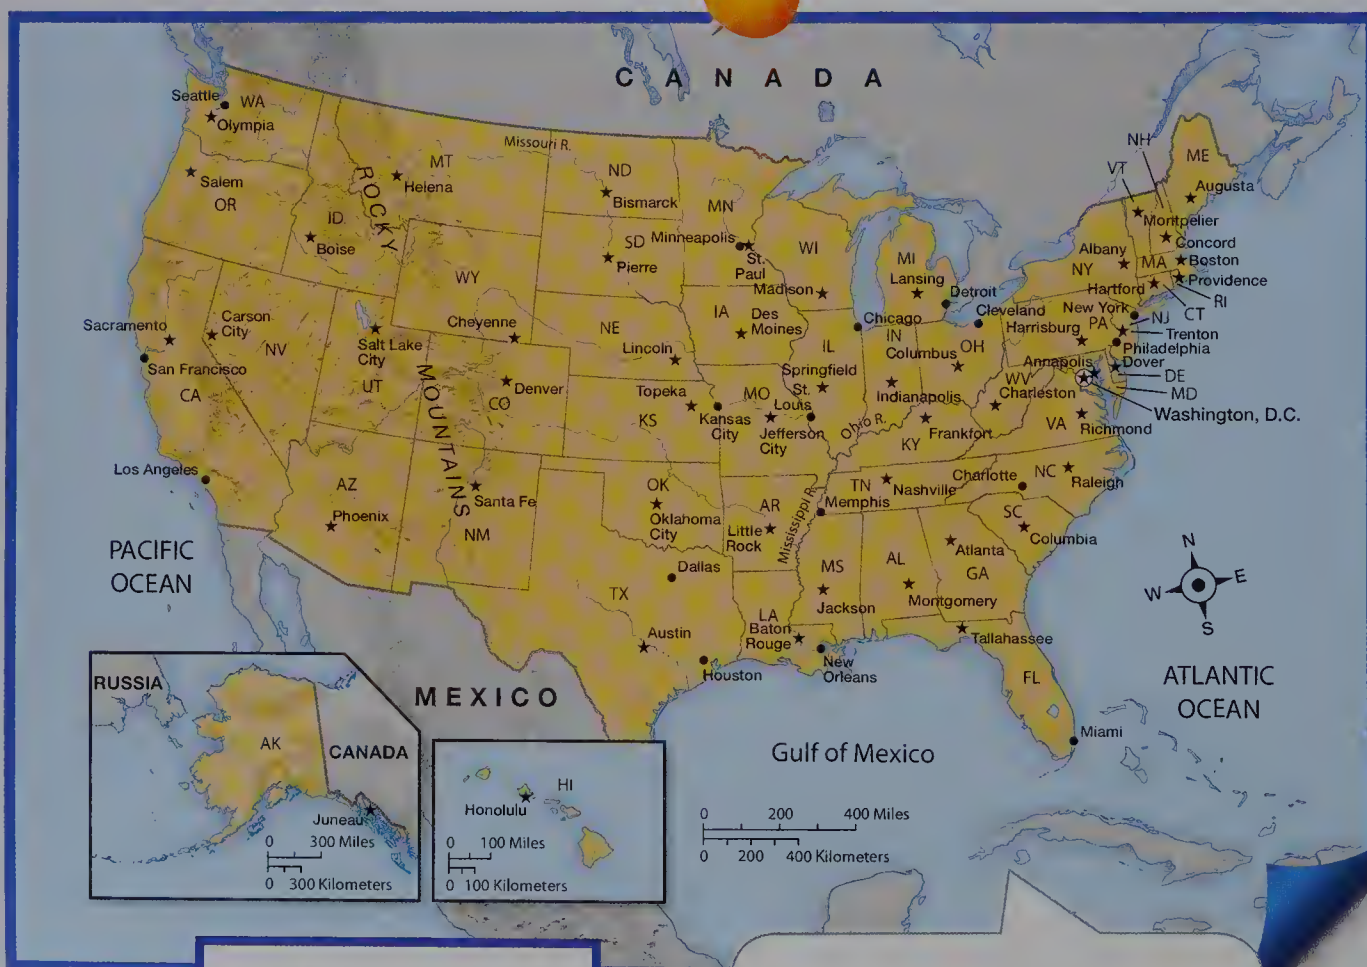 CANADA
Seattle
WA
Olympia
Missouri R.
MT
Helena
ND
Bismarck
MN
NH
VT
ME
Augusta
Salem
OR
ROCKY
ID
Boise
Minneapolis
SD
Pierre
St.
Paul
WI
MI
Lansing
Montpelier
Concord
Albany
NY
MA
Boston
Hartford
Providence
RI
CT
WY
Madison
Detroit
Cleveland
New York
NJ
PA
Harrisburg
Trenton
Philadelphia
Sacramento
Carson
City
NV
Salt Lake
City
UT
Cheyenne
NE
Lincoln
IA
Des
Moines
Chicago
IL
IN
Columbus
OH
Annapolis
Dover
DE
MD
San Francisco
CA
MOUNTAINS
Denver
CO
Topeka
KS
Kansas
City
MO
Springfield
St.
Louis
Jefferson
City
Indianapolis
Ohio R.
WV
Charleston
Washington, D.C.
VA
Richmond
KY
Frankfort
Los Angeles
AZ
Phoenix
Santa Fe
NM
OK
Oklahoma
City
AR
Little
Rock
Mississippi R.
TN
Nashville
Memphis
Charlotte
NC
Raleigh
SC
Columbia
PACIFIC
OCEAN
Dallas
TX
MS
Jackson
AL
Montgomery
Atlanta
GA
N
W
E
S
Austin
Houston
LA
Baton
Rouge
New
Orleans
Tallahassee
FL
Miami
ATLANTIC
OCEAN
MEXICO
Gulf of Mexico
RUSSIA
AK
CANADA
Juneau
0 300 Miles
0 300 Kilometers
HI
Honolulu
0 100 Miles
0 100 Kilometers
0 200 400 Miles
0 200 400 Kilometers